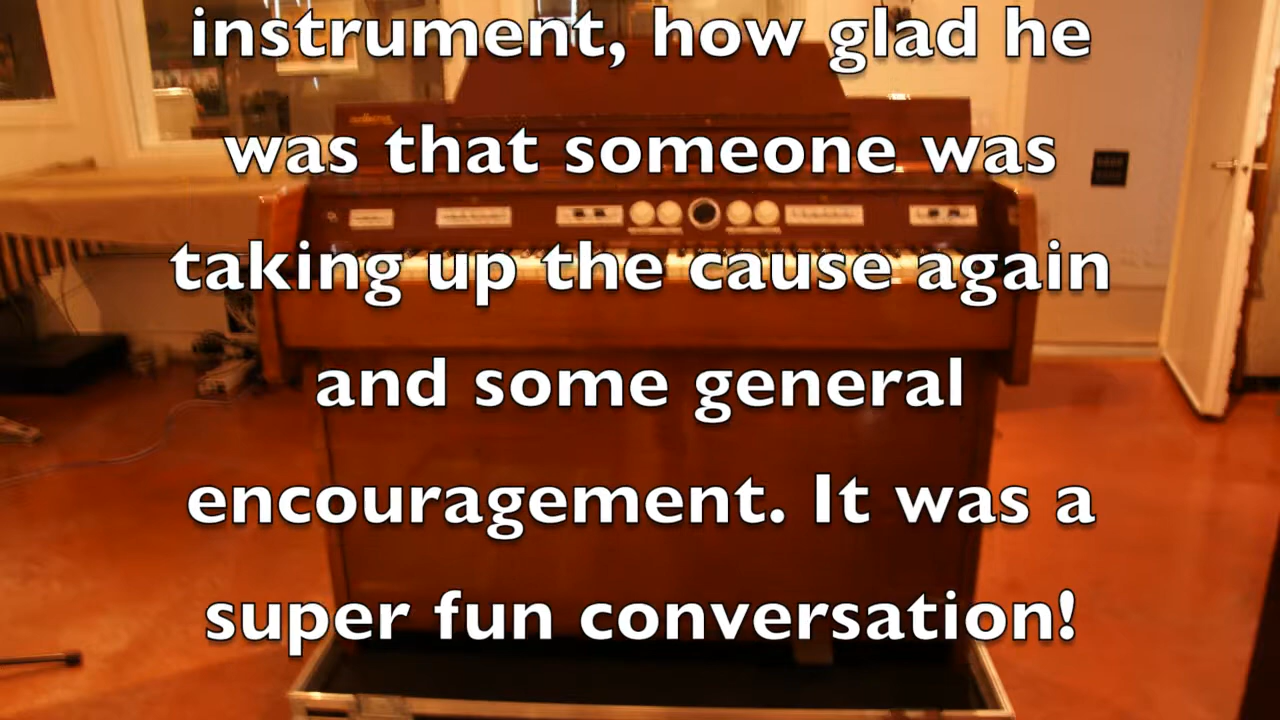 instrument, how glad he
was that someone was
taking up the cause again
and some general
encouragement. It was a
super fun conversation!